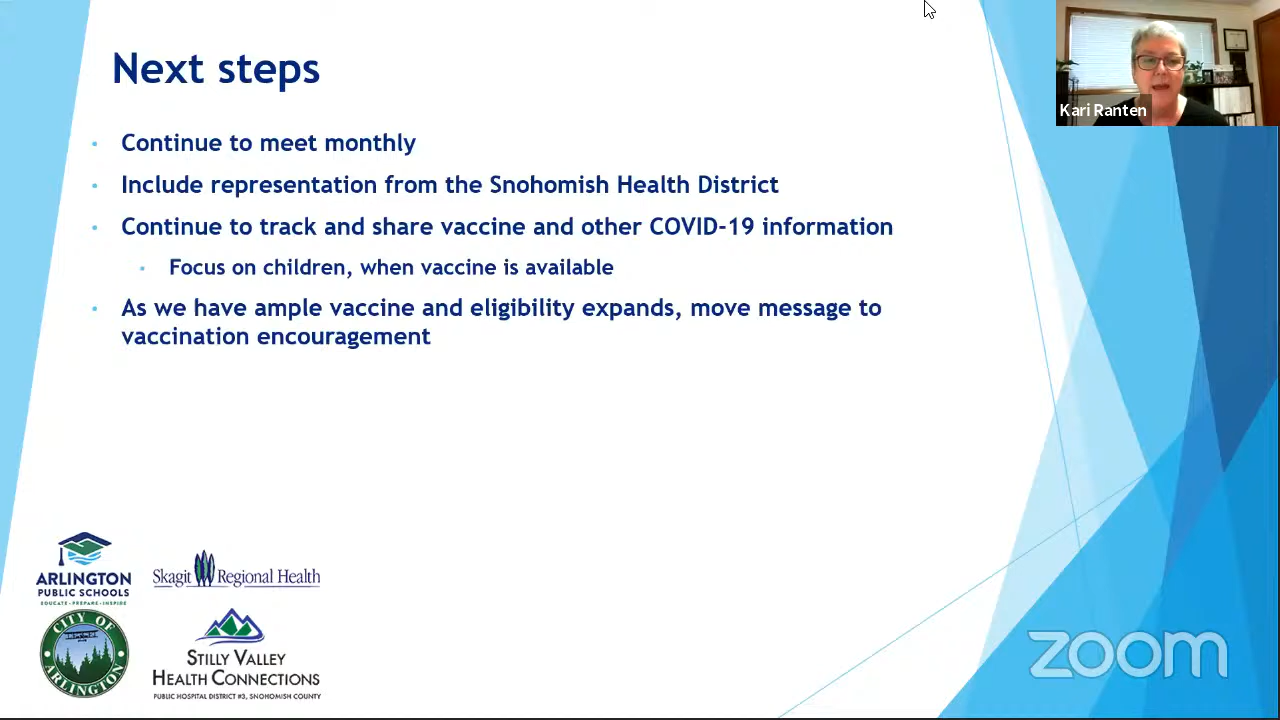 Next steps
Kari Ranten
• Continue to meet monthly
• Include representation from the Snohomish Health District
• Continue to track and share vaccine and other COVID-19 information
• Focus on children, when vaccine is available
• As we have ample vaccine and eligibility expands, move message to
vaccination encouragement
ARLINGTON
PUBLIC SCHOOLS
EDUCATE • PREPARE • INSPIRE
Skagit Regional Health
CITY OF
ARLINGTON
STILLY VALLEY
HEALTH CONNECTIONS
PUBLIC HOSPITAL DISTRICT #3, SNOHOMISH COUNTY
zoom